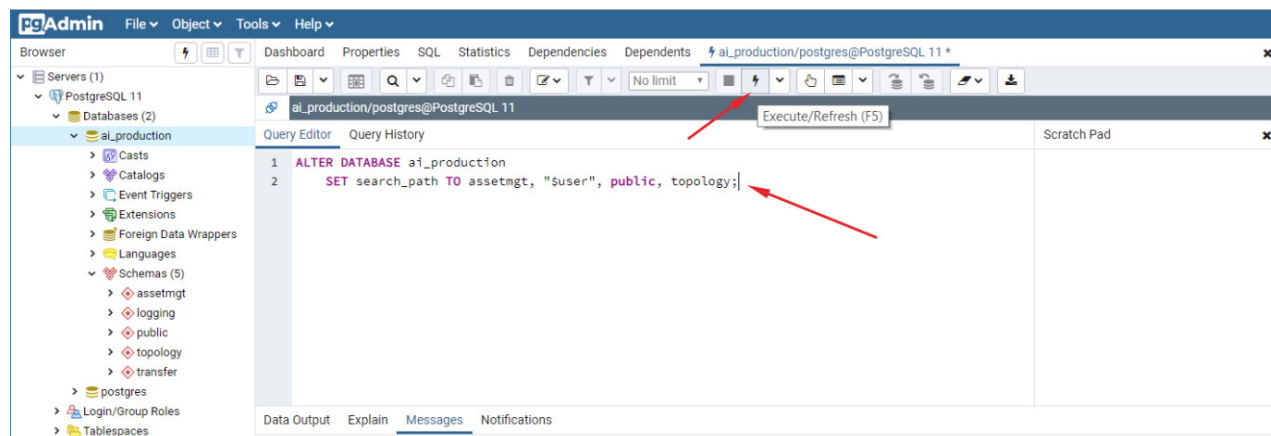 pgAdmin File Object Tools Help
Browser
Dashboard Properties SQL Statistics Dependencies Dependents ai_production/postgres@PostgreSQL 11 *
Servers (1)
PostgreSQL 11
Databases (2)
ai_production
Casts
Catalogs
Event Triggers
Extensions
Foreign Data Wrappers
Languages
Schemas (5)
assetmgt
logging
public
topology
transfer
postgres
Login/Group Roles
Tablespaces
No limit
Execute/Refresh (F5)
ai_production/postgres@PostgreSQL 11
Query Editor Query History
Scratch Pad
1 ALTER DATABASE ai_production
2 SET search_path TO assetmgt, "$user", public, topology;
Data Output Explain Messages Notifications